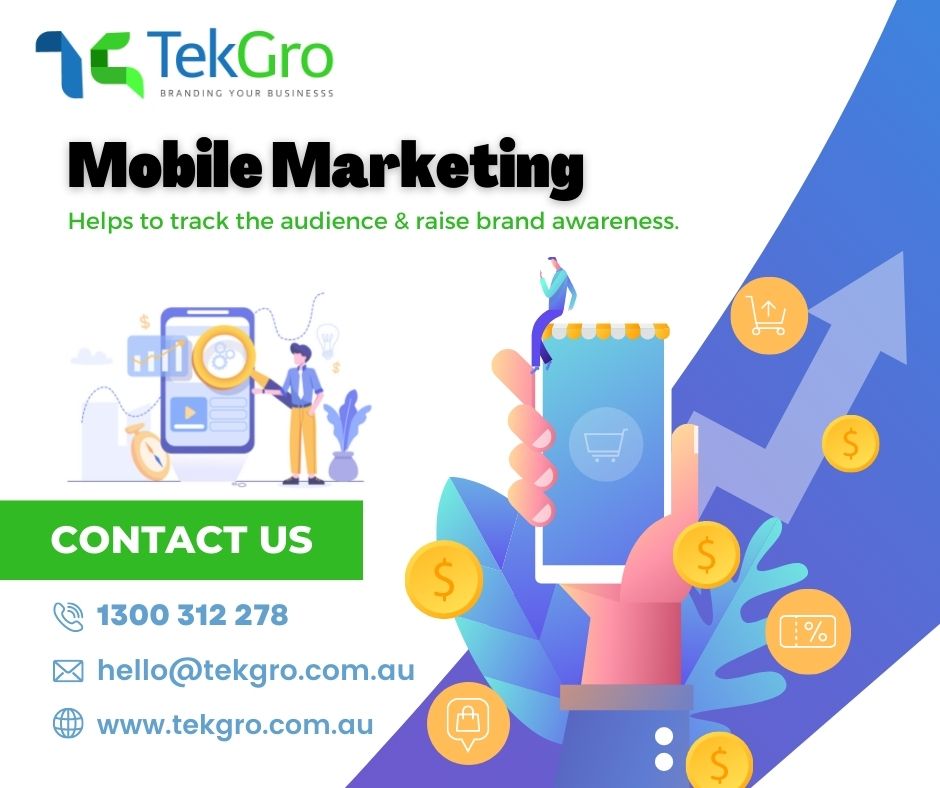 TekGro
BRANDING YOUR BUSINESSS
Mobile Marketing
Helps to track the audience & raise brand awareness.
$
$
$
CONTACT US
$
$
1300 312 278
%
hello@tekgro.com.au
www.tekgro.com.au
$